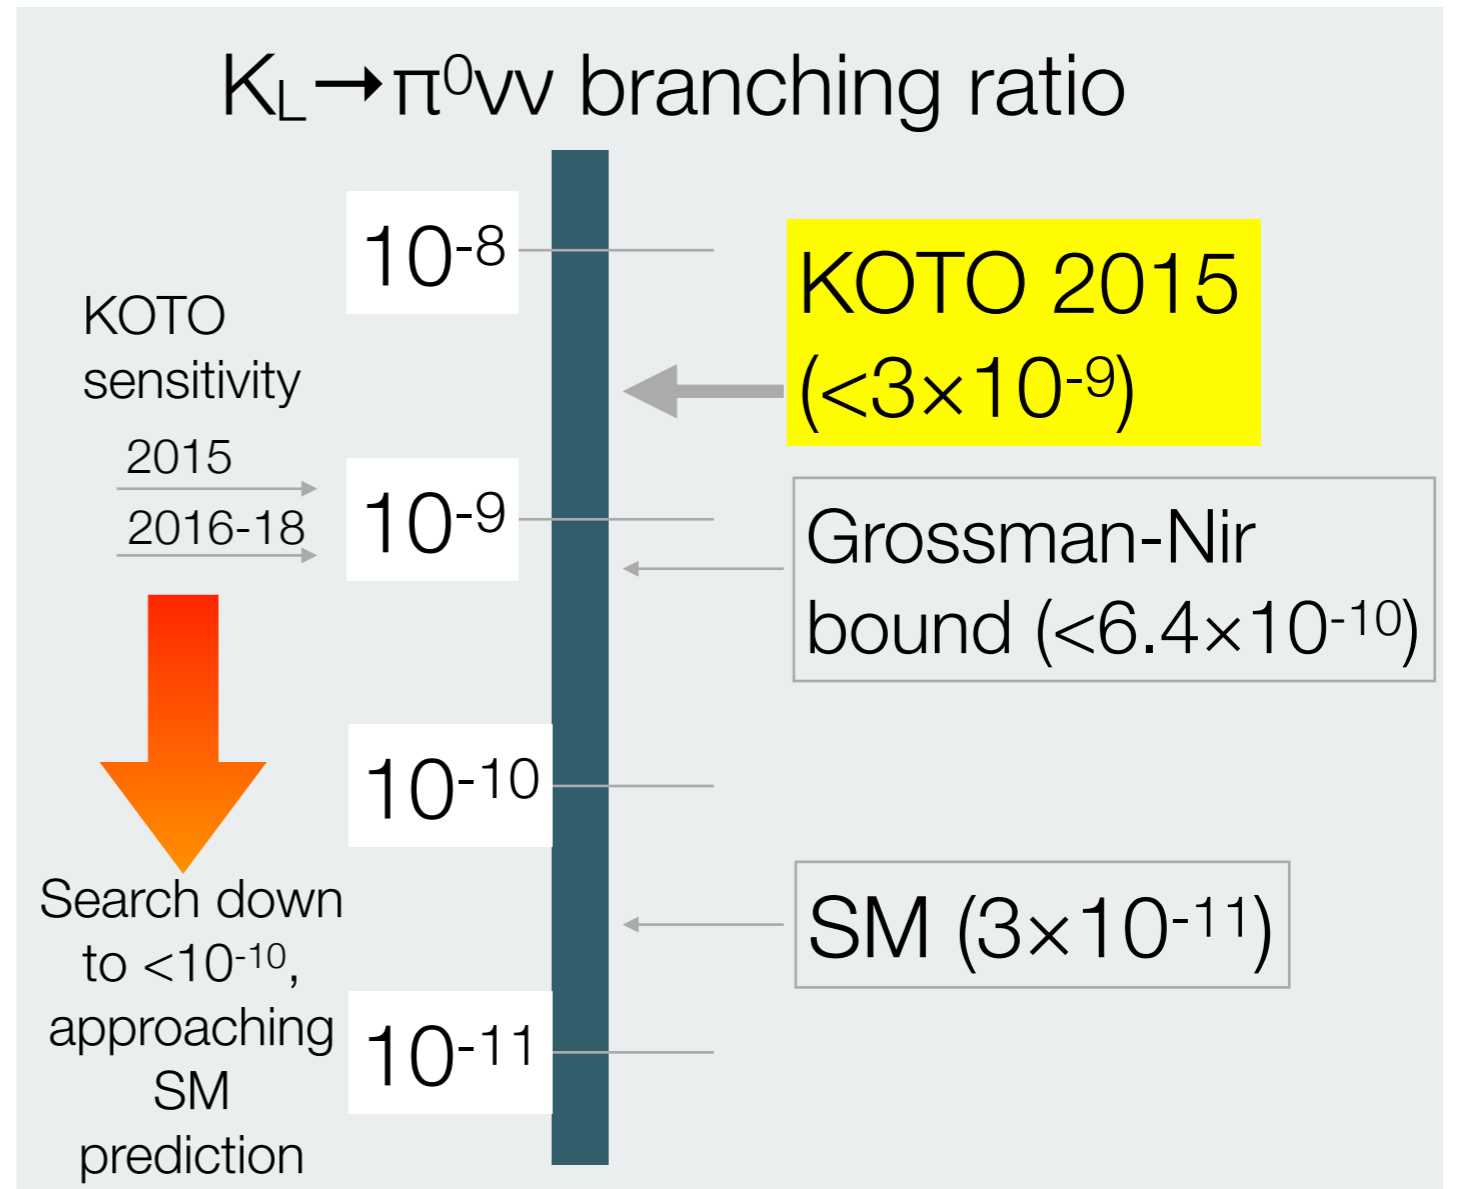 K_L→π⁰νν branching ratio
10⁻⁸
KOTO 2015
(<3×10⁻⁹)
KOTO
sensitivity
2015
2016-18
10⁻⁹
Grossman-Nir
bound (<6.4×10⁻¹⁰)
10⁻¹⁰
SM (3×10⁻¹¹)
Search down
to <10⁻¹⁰,
approaching
SM
prediction
10⁻¹¹